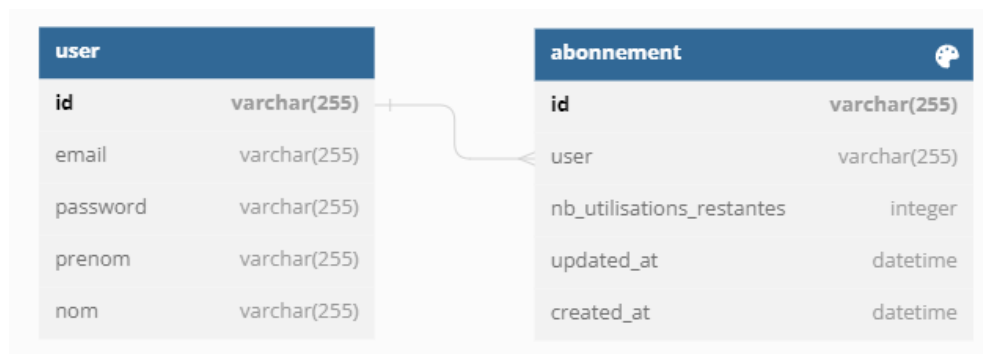 user
id varchar(255)
email varchar(255)
password varchar(255)
prenom varchar(255)
nom varchar(255)
abonnement
id varchar(255)
user varchar(255)
nb_utilisations_restantes integer
updated_at datetime
created_at datetime